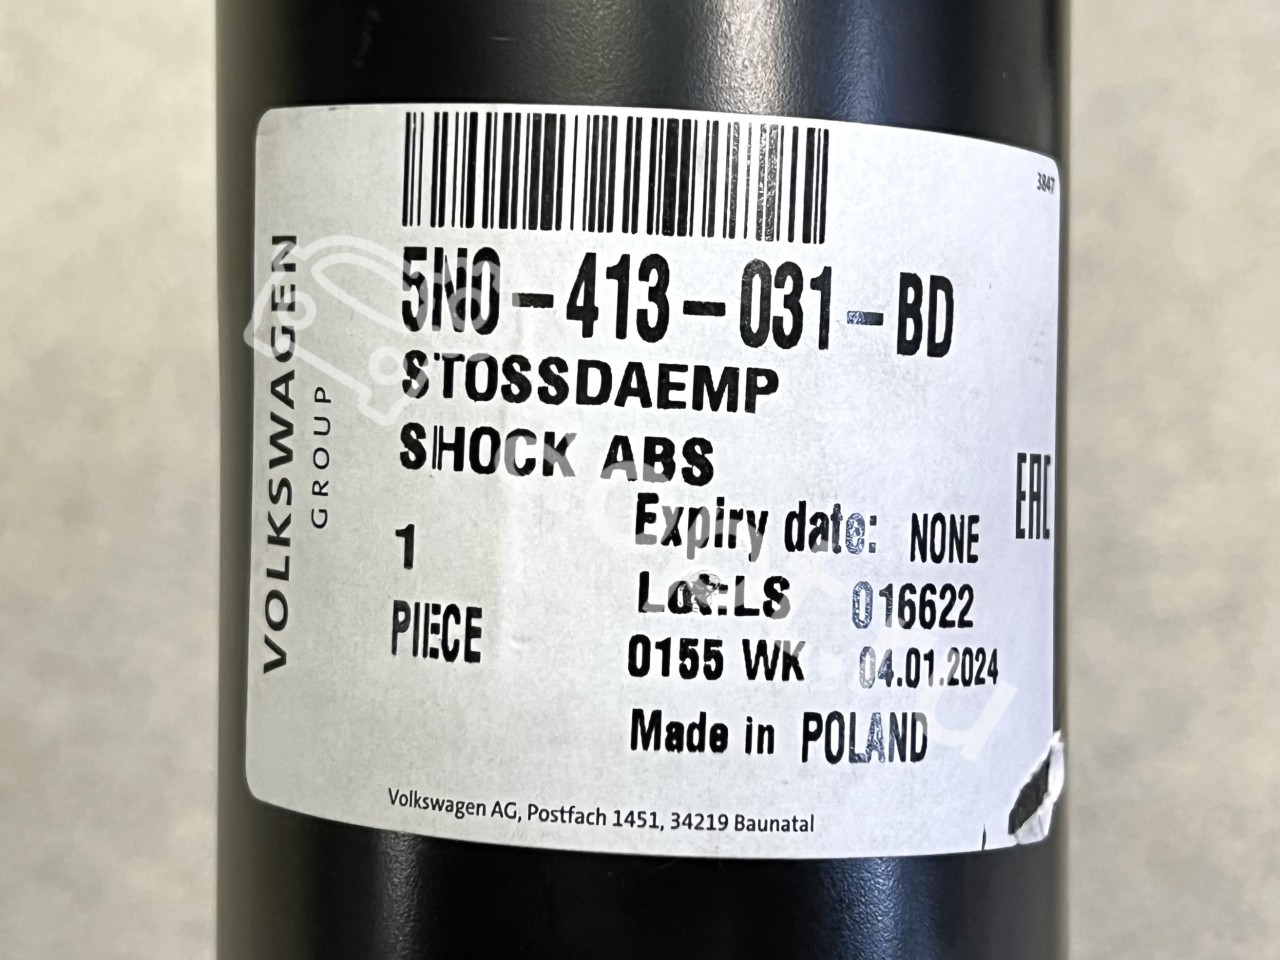 3847
VOLKSWAGEN
GROUP
5N0-413-031-BD
STOSSDAEMP
SHOCK ABS
1
PIECE
Expiry date: NONE
Lot:LS 016622
0155 WK 04.01.2024
Made in POLAND
EAC
Volkswagen AG, Postfach 1451, 34219 Baunatal